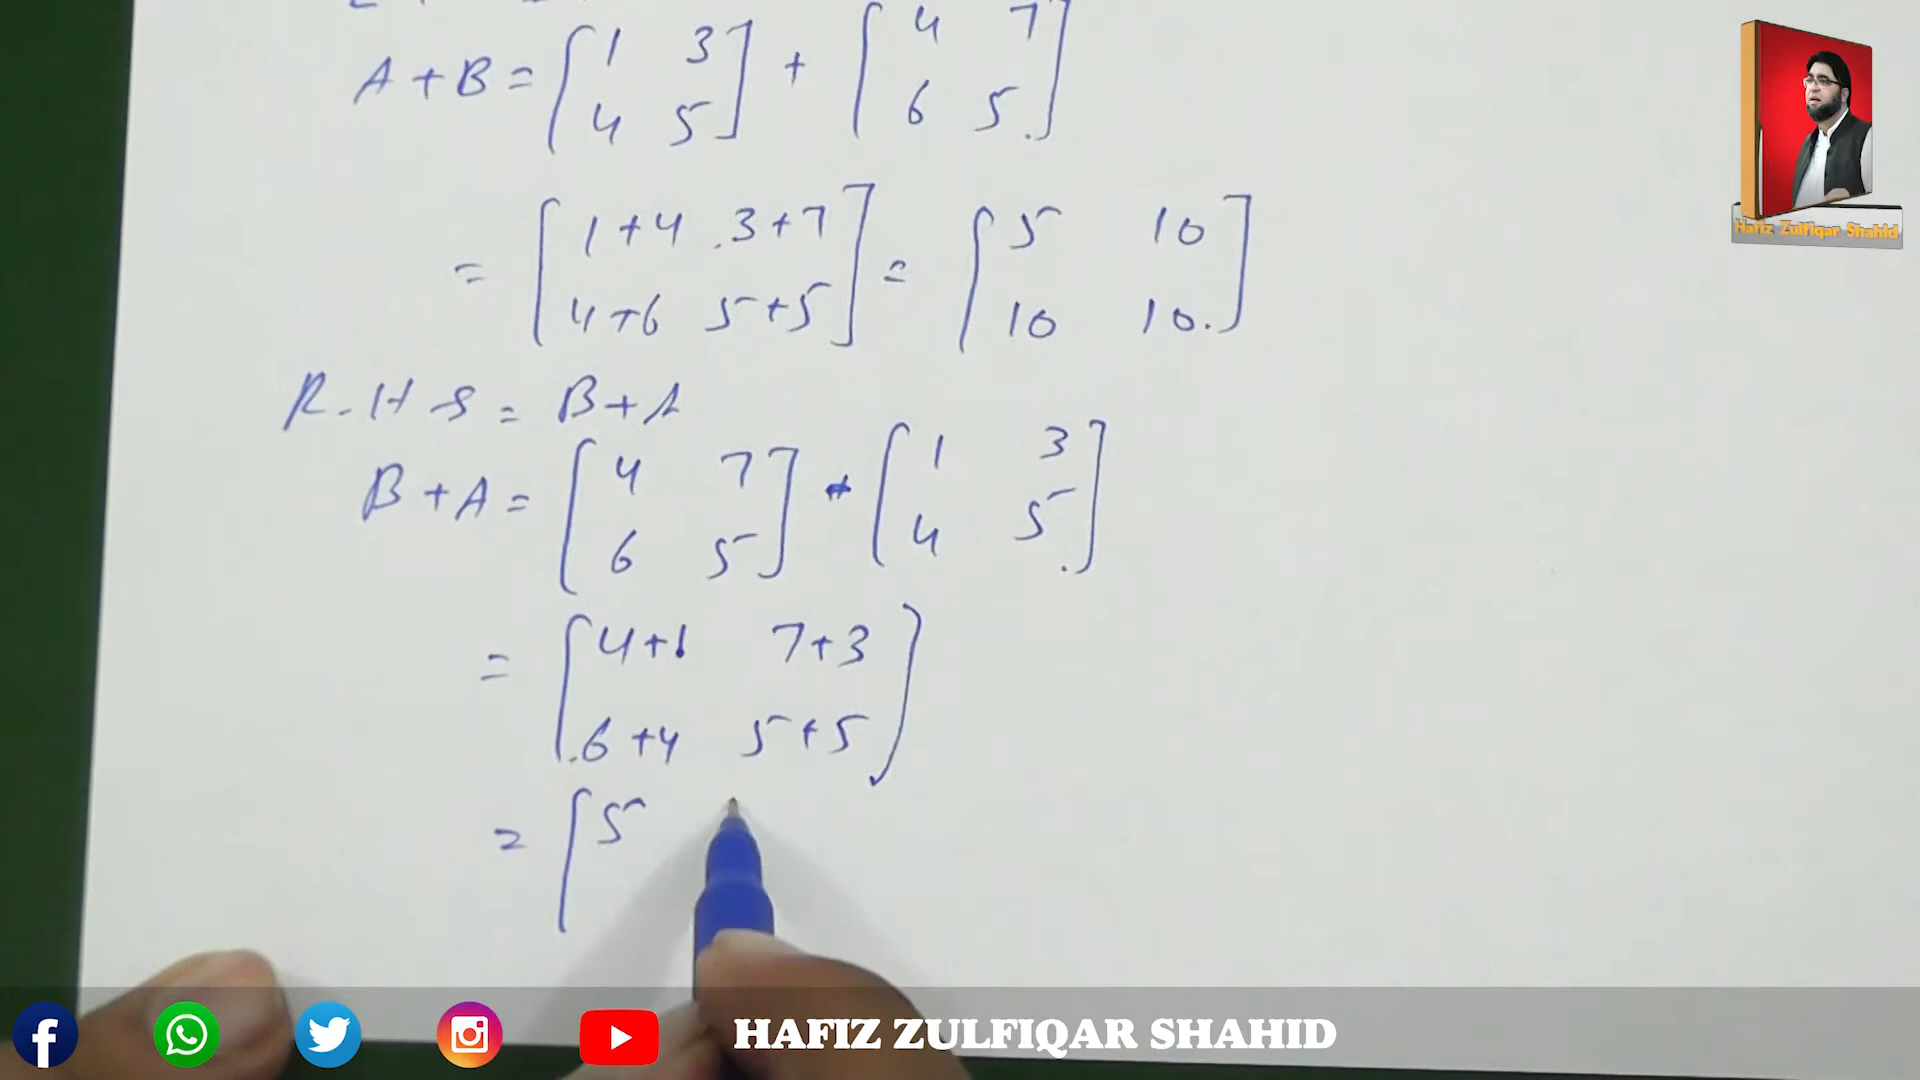 A + B = [1 3 4 5] + [4 7 6 5]
= [1+4 3+7 4+6 5+5] = [5 10 10 10]
R.H.S = B+A
B + A = [4 7 6 5] + [1 3 4 5]
= [4+1 7+3 6+4 5+5]
= [5
Hafiz Zulfiqar Shahid
HAFIZ ZULFIQAR SHAHID